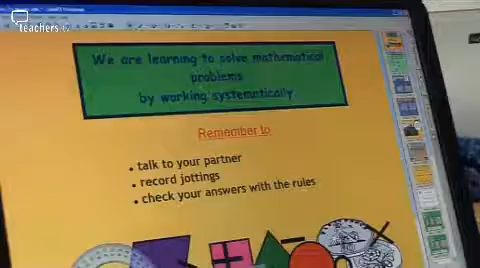 teachers.tv
We are learning to solve mathematical
problems
by working systematically
Remember to
• talk to your partner
• record jottings
• check your answers with the rules